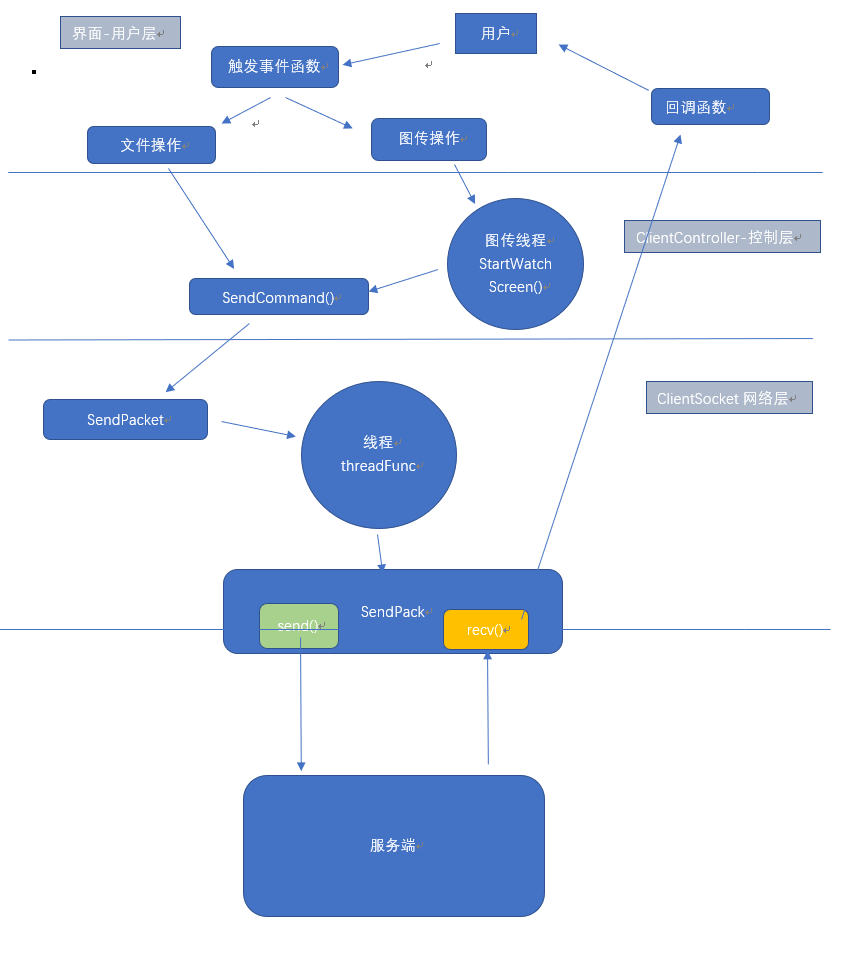 界面-用户层
用户
触发事件函数
回调函数
文件操作
图传操作
ClientController-控制层
图传线程
StartWatch
Screen()
SendCommand()
ClientSocket 网络层
SendPacket
线程
threadFunc
SendPack
send()
recv()
服务端